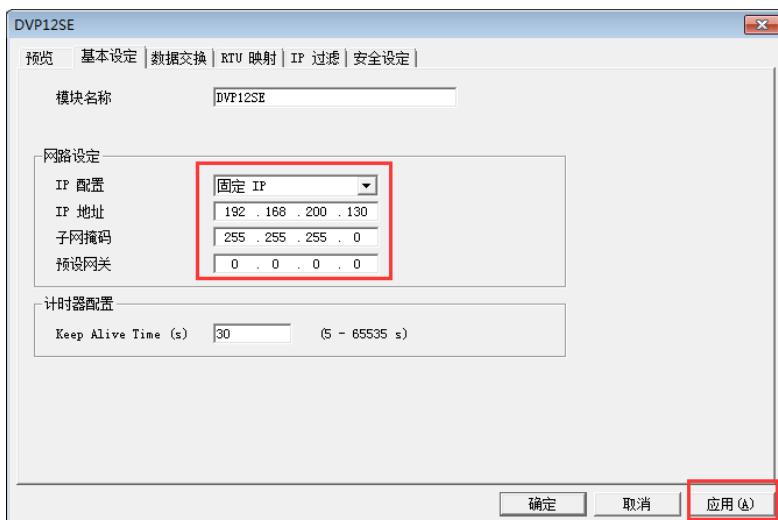 DVP12SE
预览 基本设定 数据交换 RTU 映射 IP 过滤 安全设定
模块名称 DVP12SE
网路设定
IP 配置 固定 IP
IP 地址 192 . 168 . 200 . 130
子网掩码 255 . 255 . 255 . 0
预设网关 0 . 0 . 0 . 0
计时器配置
Keep Alive Time (s) 30 (5 - 65535 s)
确定 取消 应用(A)